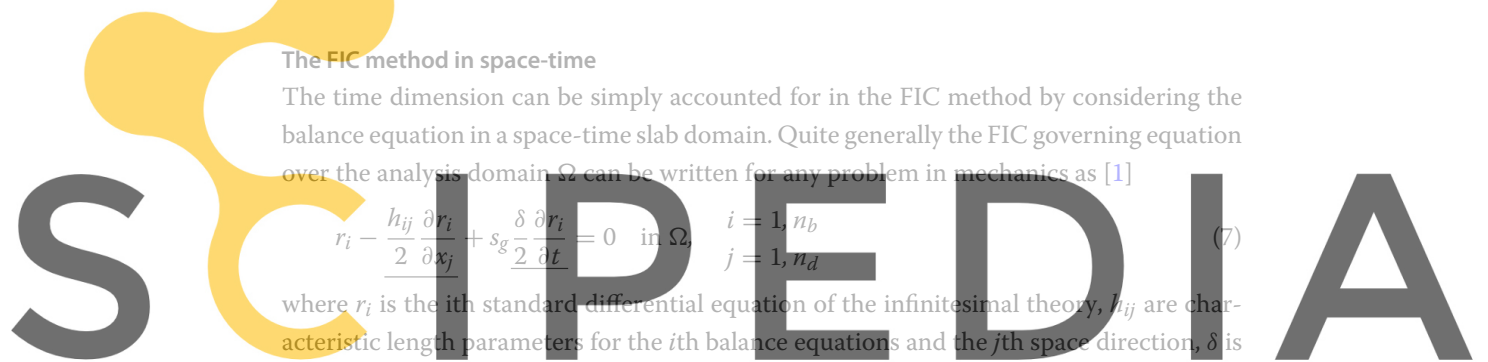 The FIC method in space-time
The time dimension can be simply accounted for in the FIC method by considering the
balance equation in a space-time slab domain. Quite generally the FIC governing equation
over the analysis domain Ω can be written for any problem in mechanics as [1]
r_i − h_{ij}/2 ∂r_i/∂x_j + s_g δ/2 ∂r_i/∂t = 0 in Ω, i = 1, n_b
j = 1, n_d (7)
where r_i is the ith standard differential equation of the infinitesimal theory, h_{ij} are char-
acteristic length parameters for the ith balance equations and the jth space direction, δ is
SCIPEDIA